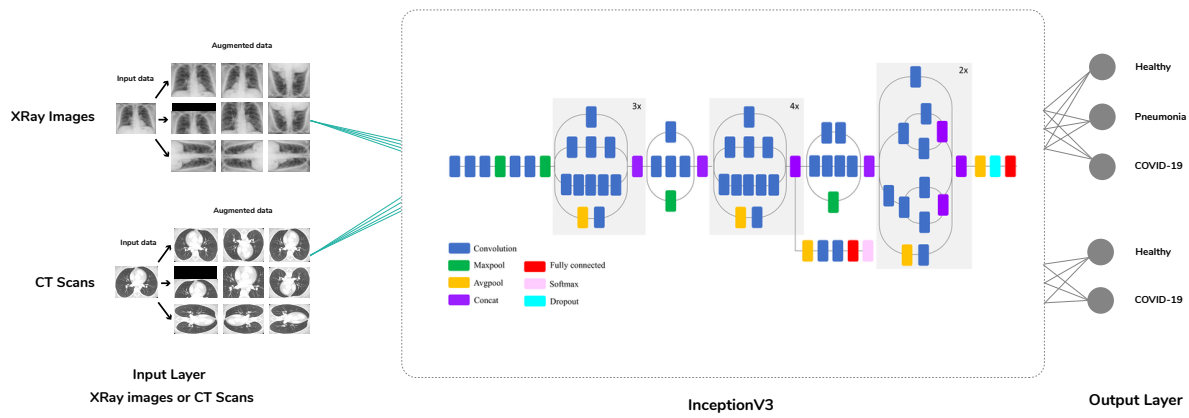 Augmented data
Input data
XRay Images
Augmented data
Input data
CT Scans
Input Layer
XRay images or CT Scans
3x
4x
2x
Convolution
Maxpool
Avgpool
Concat
Fully connected
Softmax
Dropout
InceptionV3
Healthy
Pneumonia
COVID-19
Healthy
COVID-19
Output Layer